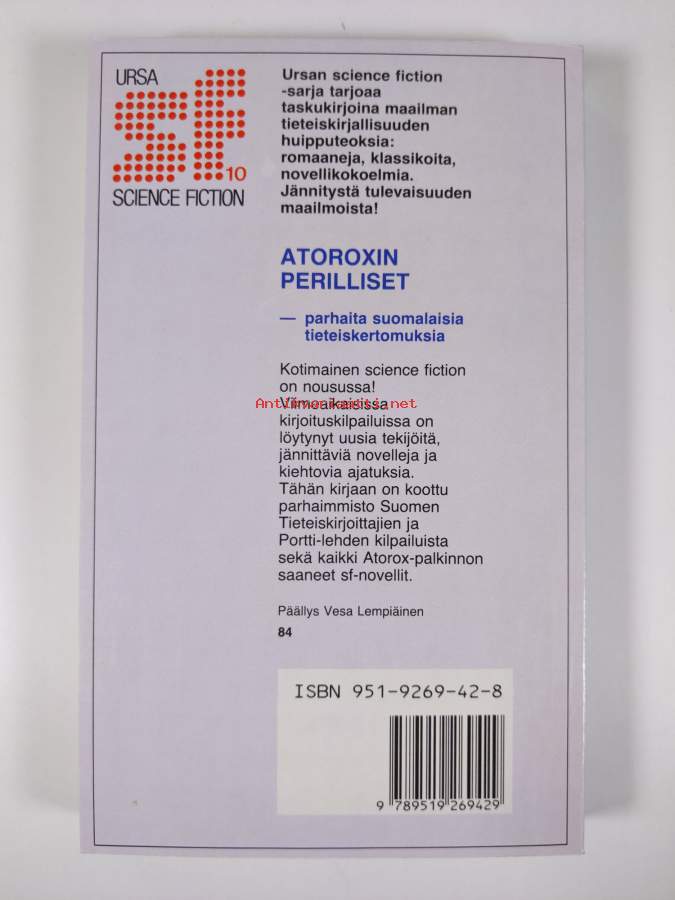 URSA
sf
10
SCIENCE FICTION
Ursan science fiction
-sarja tarjoaa
taskukirjoina maailman
tieteiskirjallisuuden
huipputeoksia:
romaaneja, klassikoita,
novellikokoelmia.
Jännitystä tulevaisuuden
maailmoista!
ATOROXIN
PERILLISET
— parhaita suomalaisia
tieteiskertomuksia
Kotimainen science fiction
on nousussa!
Viimeaikaisissa
Antikvariaatti.net
kirjoituskilpailuissa on
löytynyt uusia tekijöitä,
jännittäviä novelleja ja
kiehtovia ajatuksia.
Tähän kirjaan on koottu
parhaimmisto Suomen
Tieteiskirjoittajien ja
Portti-lehden kilpailuista
sekä kaikki Atorox-palkinnon
saaneet sf-novellit.
Päällys Vesa Lempiäinen
84
ISBN 951-9269-42-8
9 789519 269429